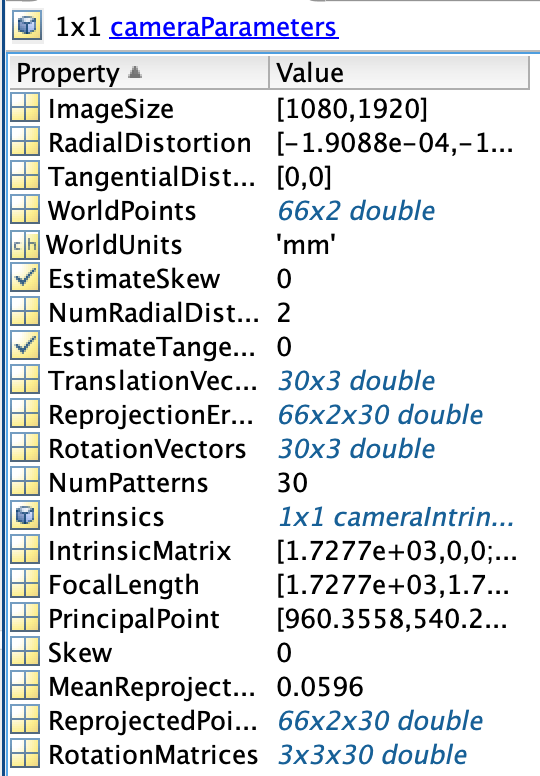 1x1 cameraParameters
Property Value
ImageSize [1080,1920]
RadialDistortion [-1.9088e-04,-1...
TangentialDist... [0,0]
WorldPoints 66x2 double
ch WorldUnits 'mm'
EstimateSkew 0
NumRadialDist... 2
EstimateTange... 0
TranslationVec... 30x3 double
ReprojectionEr... 66x2x30 double
RotationVectors 30x3 double
NumPatterns 30
Intrinsics 1x1 cameraIntrin...
IntrinsicMatrix [1.7277e+03,0,0;...
FocalLength [1.7277e+03,1.7...
PrincipalPoint [960.3558,540.2...
Skew 0
MeanReproject... 0.0596
ReprojectedPoi... 66x2x30 double
RotationMatrices 3x3x30 double